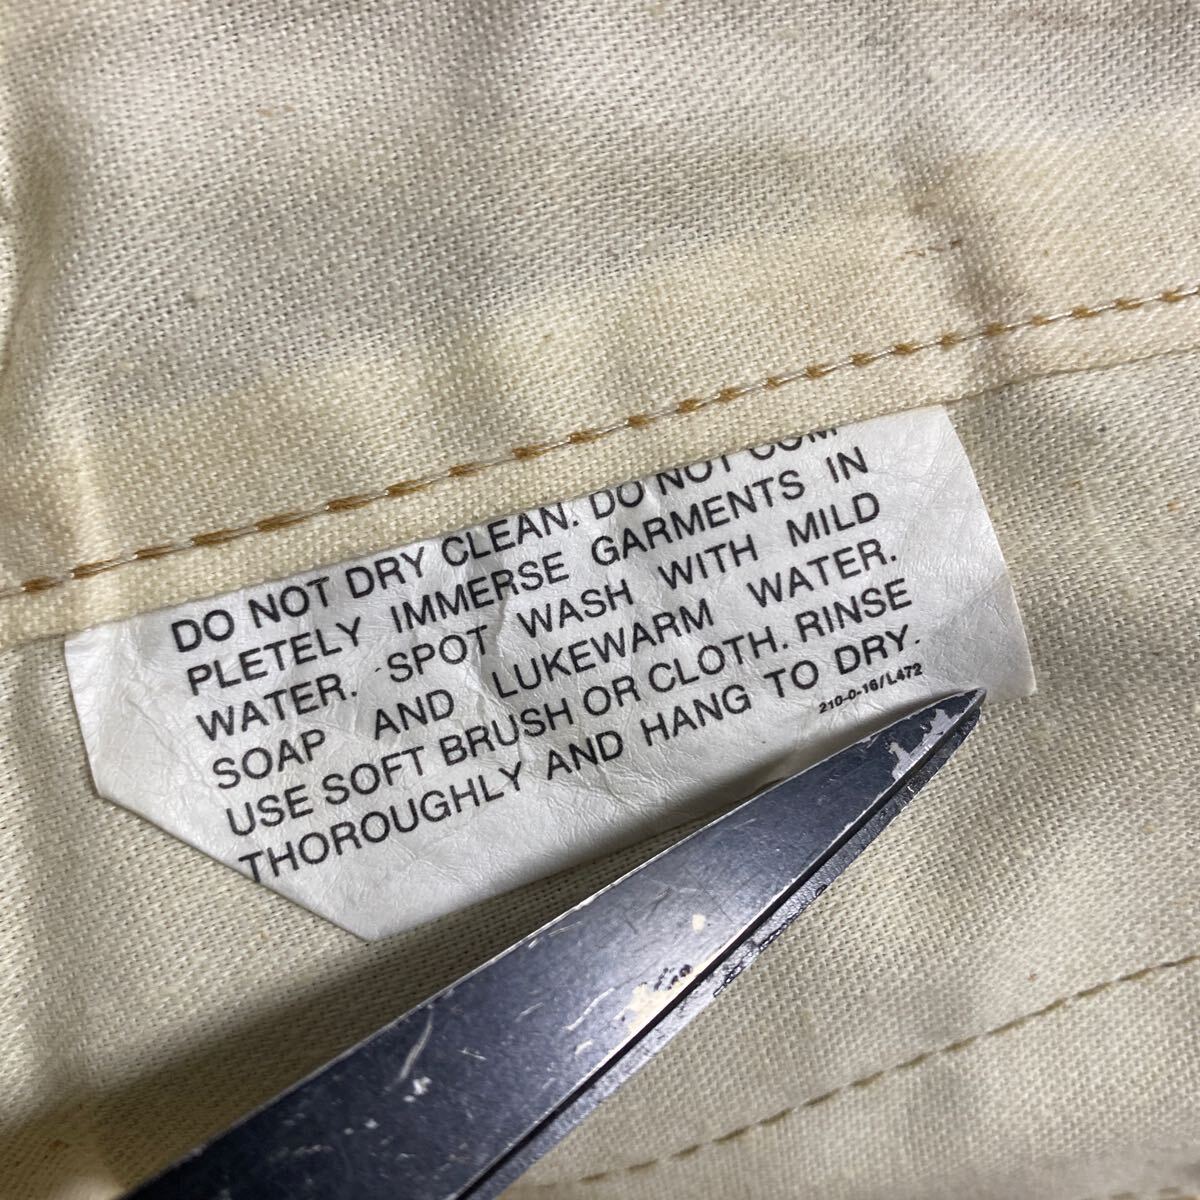 DO NOT DRY CLEAN. DO NOT COM-
PLETELY IMMERSE GARMENTS IN
WATER. SPOT WASH WITH MILD
SOAP AND LUKEWARM WATER.
USE SOFT BRUSH OR CLOTH. RINSE
THOROUGHLY AND HANG TO DRY.
210-0-16/L472